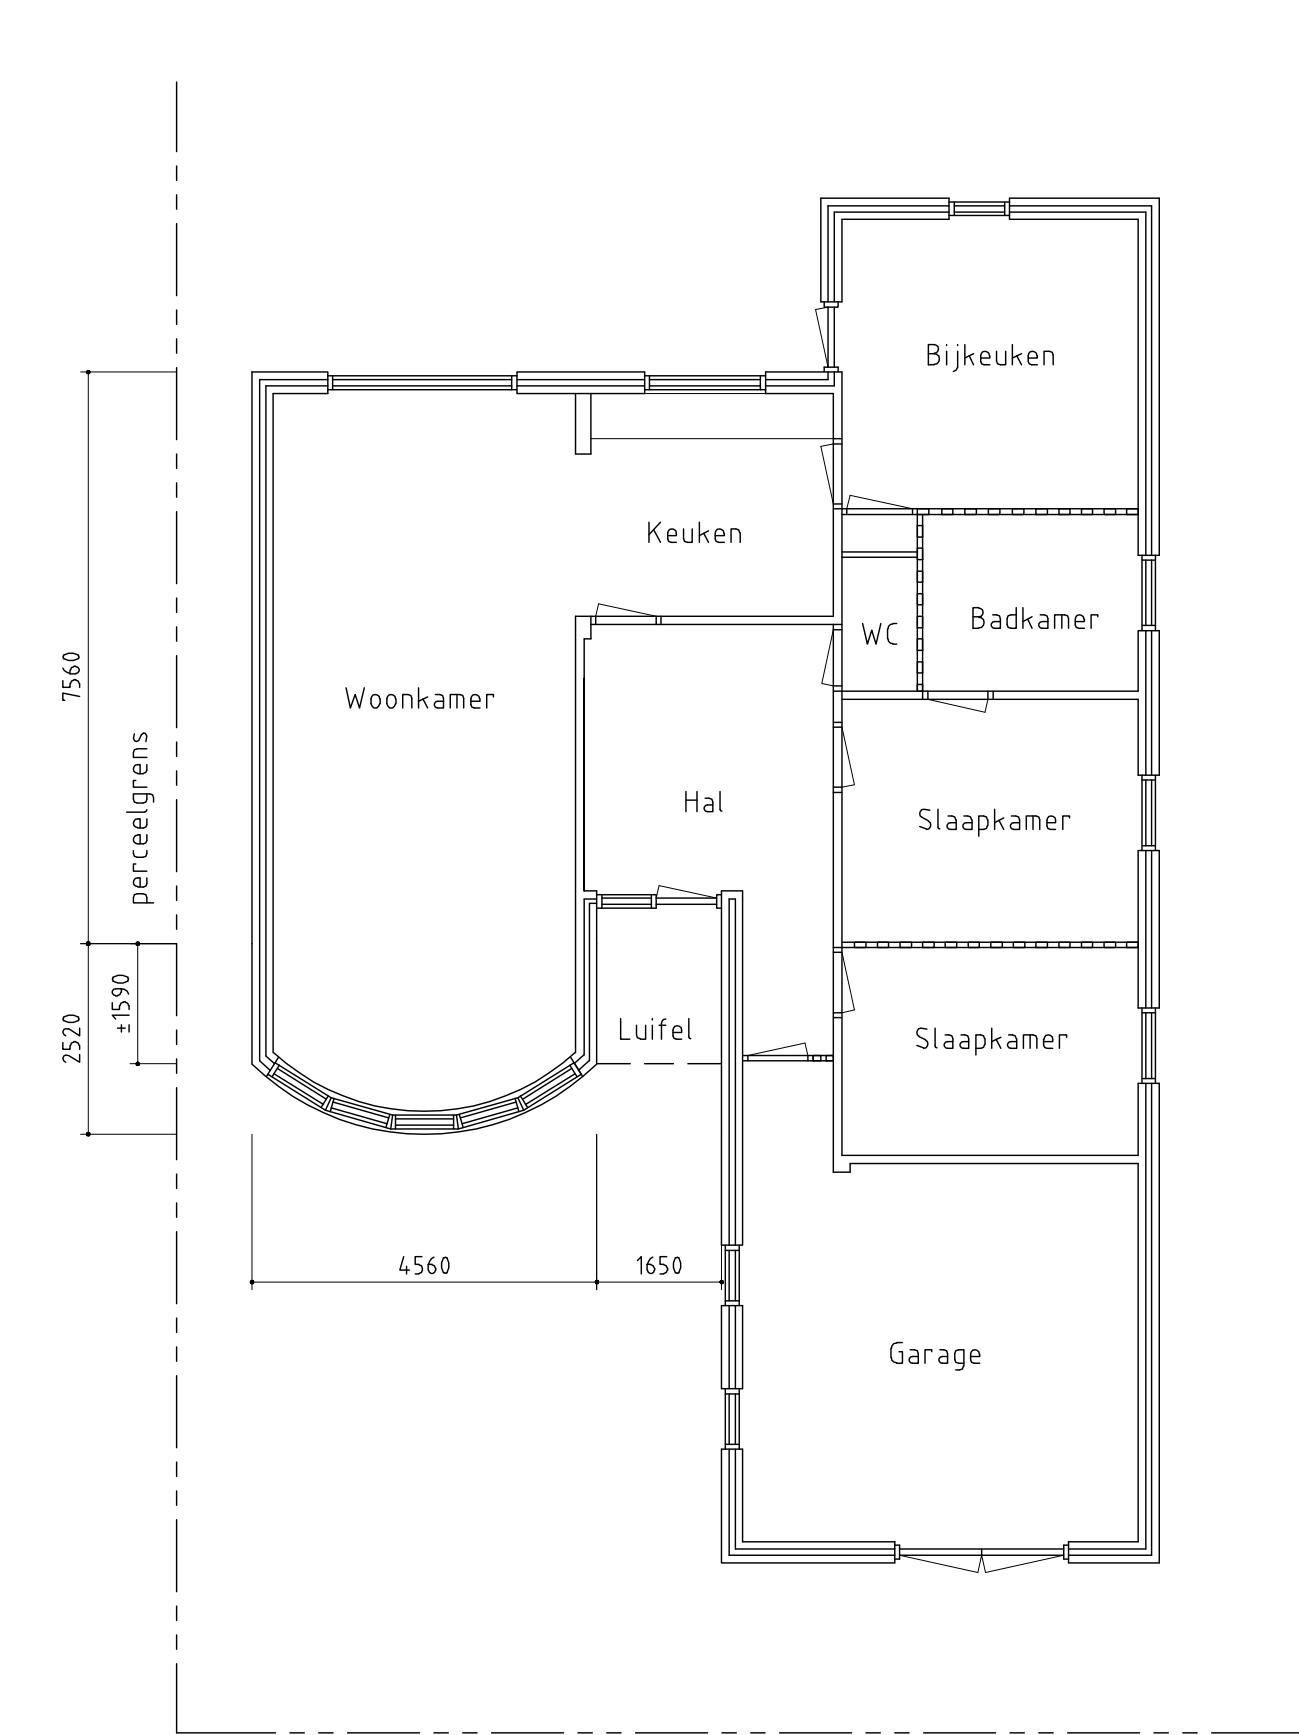 Bijkeuken
Keuken
Badkamer
WC
Woonkamer
7560
perceelgrens
Hal
Slaapkamer
±1590
2520
Luifel
Slaapkamer
4560
1650
Garage